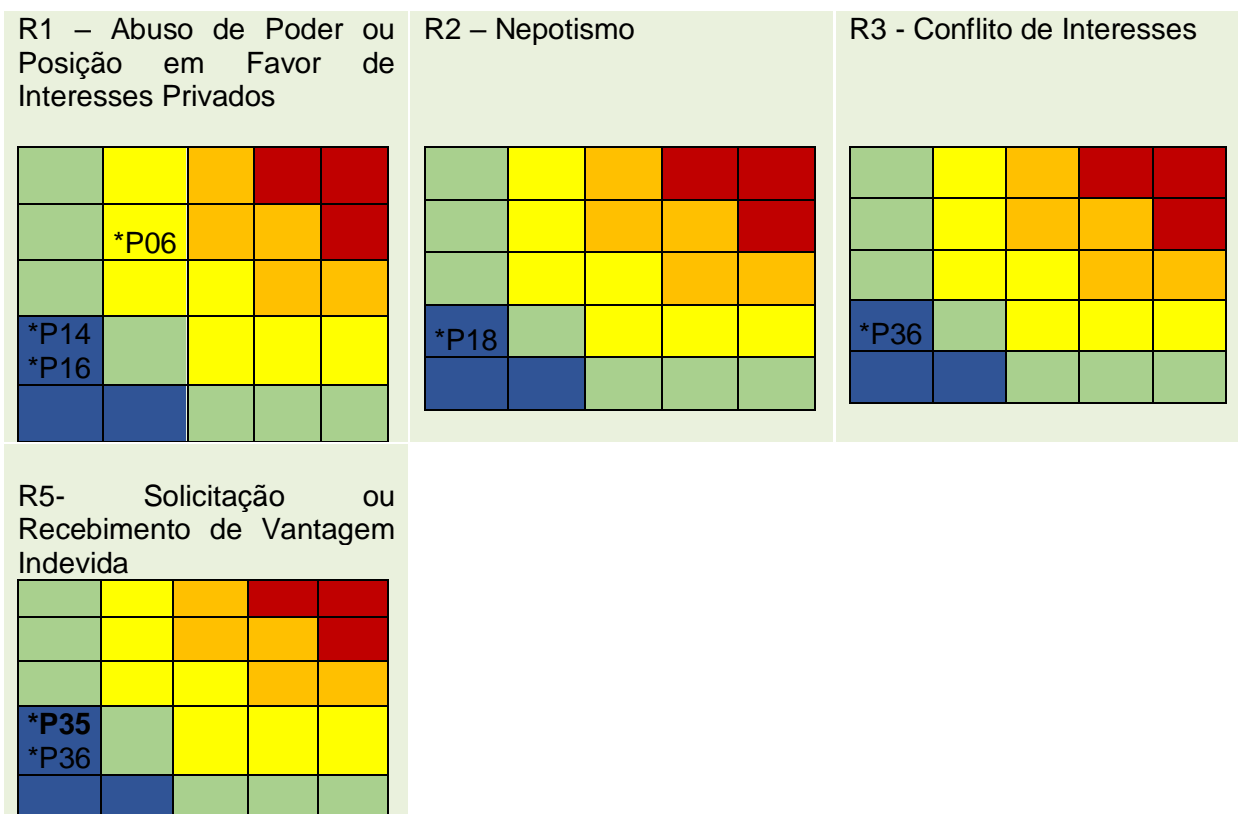 R1 – Abuso de Poder ou
Posição em Favor de
Interesses Privados
*P06
*P14
*P16
R2 – Nepotismo
*P18
R3 - Conflito de Interesses
*P36
R5- Solicitação ou
Recebimento de Vantagem
Indevida
*P35
*P36